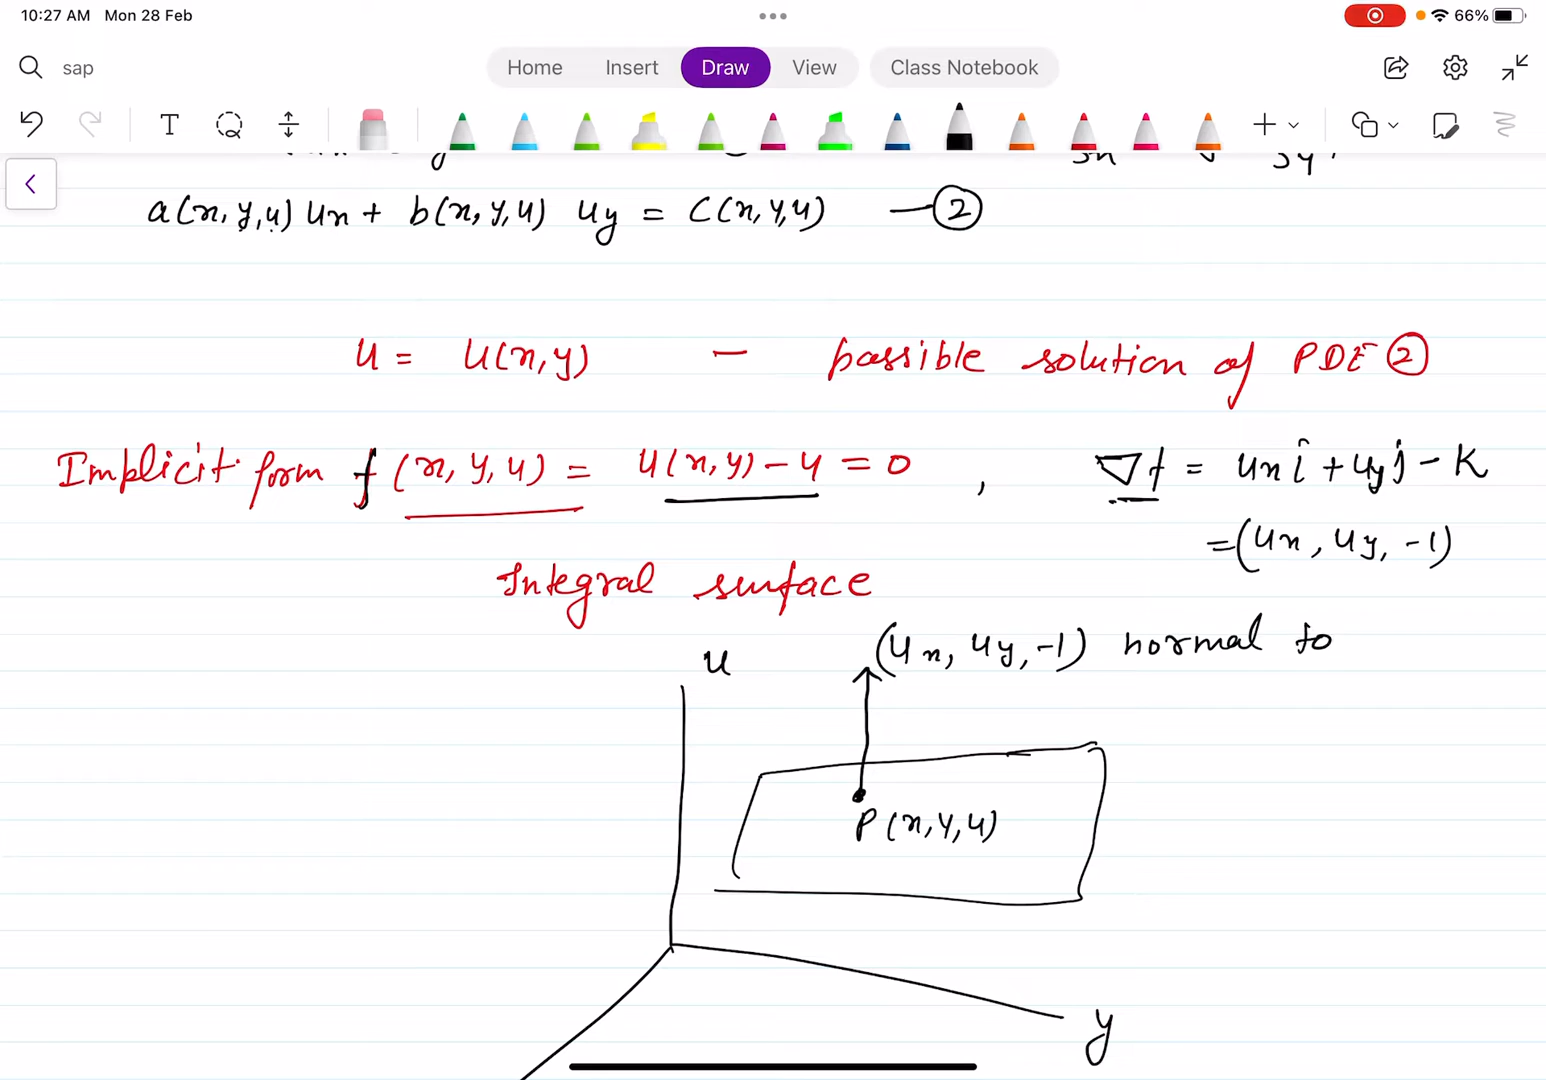 10:27 AM Mon 28 Feb
66%
sap
Home Insert Draw View Class Notebook
T
a(x, y, u) ux + b(x, y, u) uy = C(x, y, u) — ②
u = u(x, y) — possible solution of PDE ②
Implicit form f (x, y, u) = u(x, y) - u = 0 , ∇f = ux i + uy j - K
= (ux, uy, -1)
Integral surface
(ux, uy, -1) normal to
u
P(x, y, u)
y